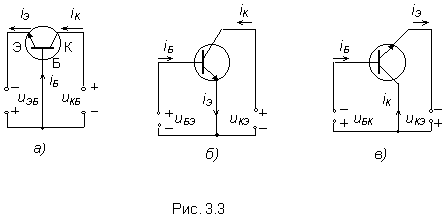 iЭ iК
Э К
Б
iБ
− −
+ +
uЭБ uКБ
а)
iК
iБ
iЭ
+ +
− −
uБЭ uКЭ
б)
iЭ
iБ
iК
− −
+ +
uБК uКЭ
в)
Рис. 3.3